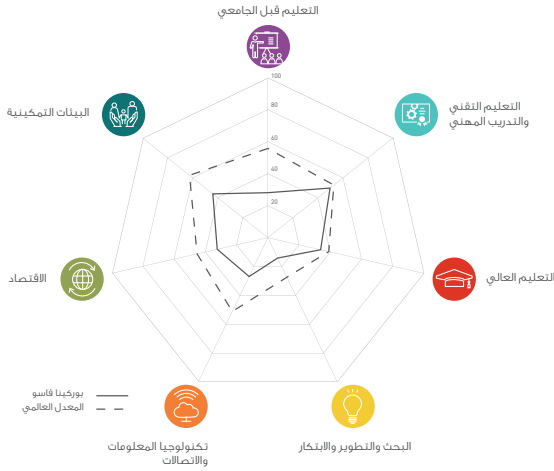 التعليم قبل الجامعي
التعليم التقني
والتدريب المهني
البيئات التمكينية
100
80
60
40
20
التعليم العالي
الاقتصاد
بوركينا فاسو
المعدل العالمي
البحث والتطوير والابتكار
تكنولوجيا المعلومات
والاتصالات